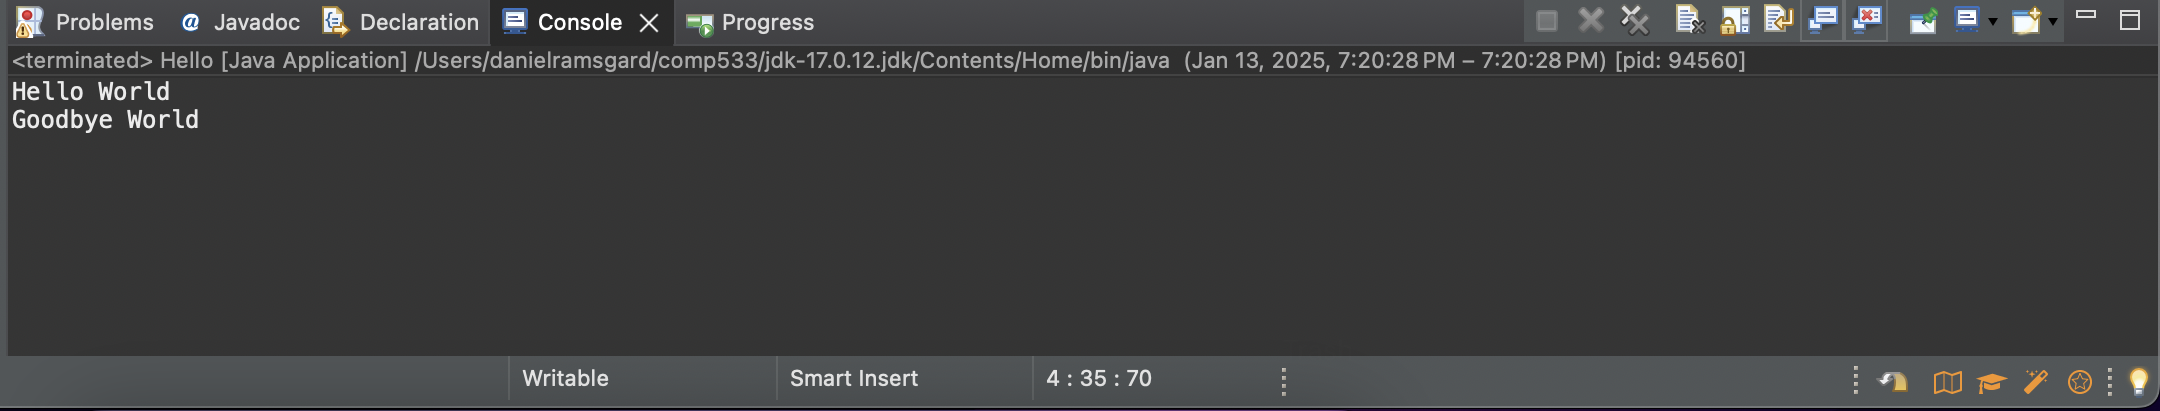 Problems @ Javadoc Declaration Console Progress
<terminated> Hello [Java Application] /Users/danielramsgard/comp533/jdk-17.0.12.jdk/Contents/Home/bin/java (Jan 13, 2025, 7:20:28 PM – 7:20:28 PM) [pid: 94560]
Hello World
Goodbye World
Writable Smart Insert 4 : 35 : 70